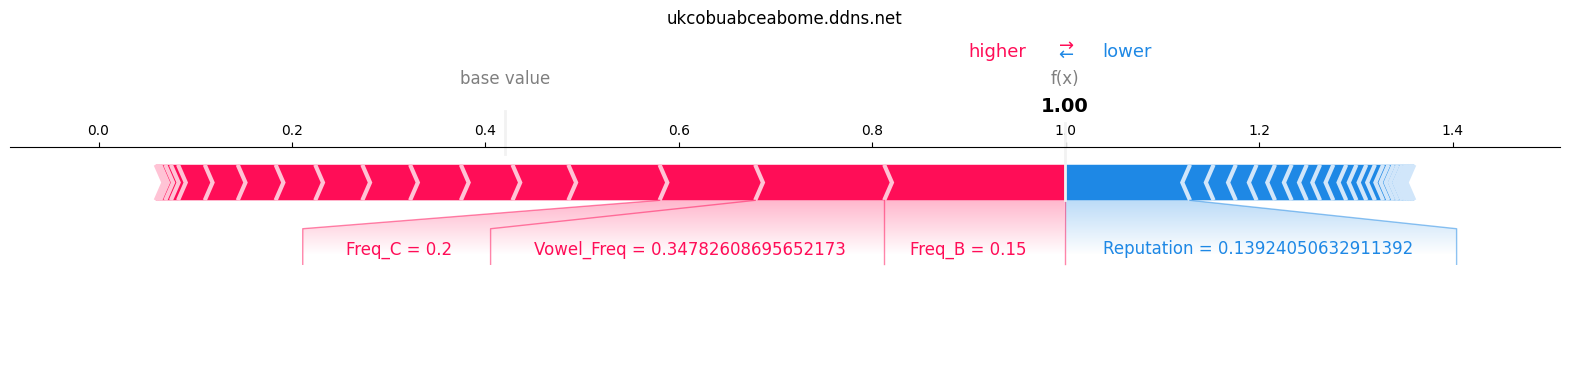 ukcobuabceabome.ddns.net
higher ⇄ lower
base value f(x)
1.00
0.0 0.2 0.4 0.6 0.8 1.0 1.2 1.4
Freq_C = 0.2 Vowel_Freq = 0.34782608695652173 Freq_B = 0.15 Reputation = 0.13924050632911392